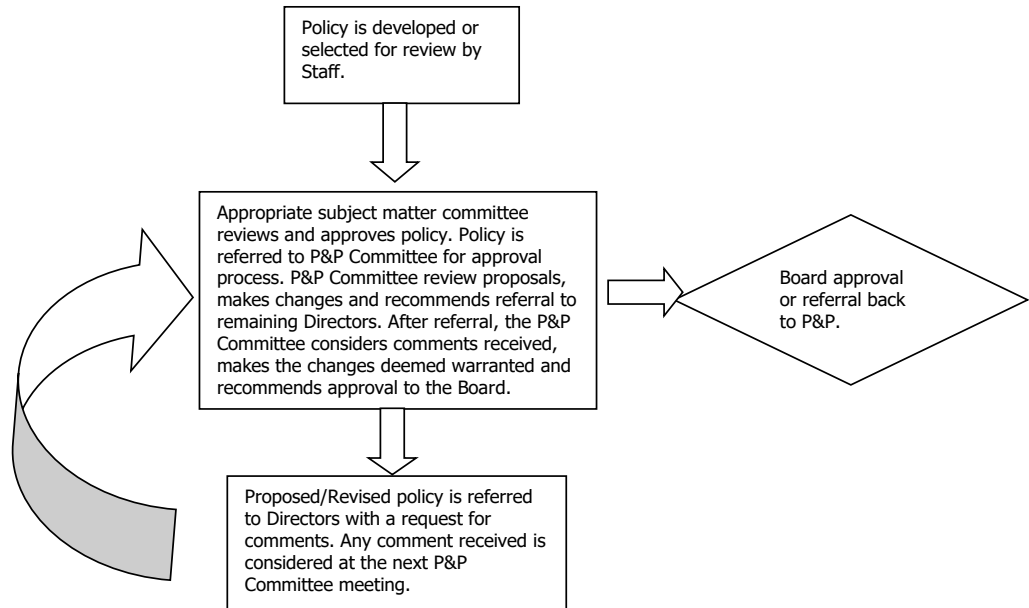 Policy is developed or
selected for review by
Staff.
Appropriate subject matter committee
reviews and approves policy. Policy is
referred to P&P Committee for approval
process. P&P Committee review proposals,
makes changes and recommends referral to
remaining Directors. After referral, the P&P
Committee considers comments received,
makes the changes deemed warranted and
recommends approval to the Board.
Board approval
or referral back
to P&P.
Proposed/Revised policy is referred
to Directors with a request for
comments. Any comment received is
considered at the next P&P
Committee meeting.